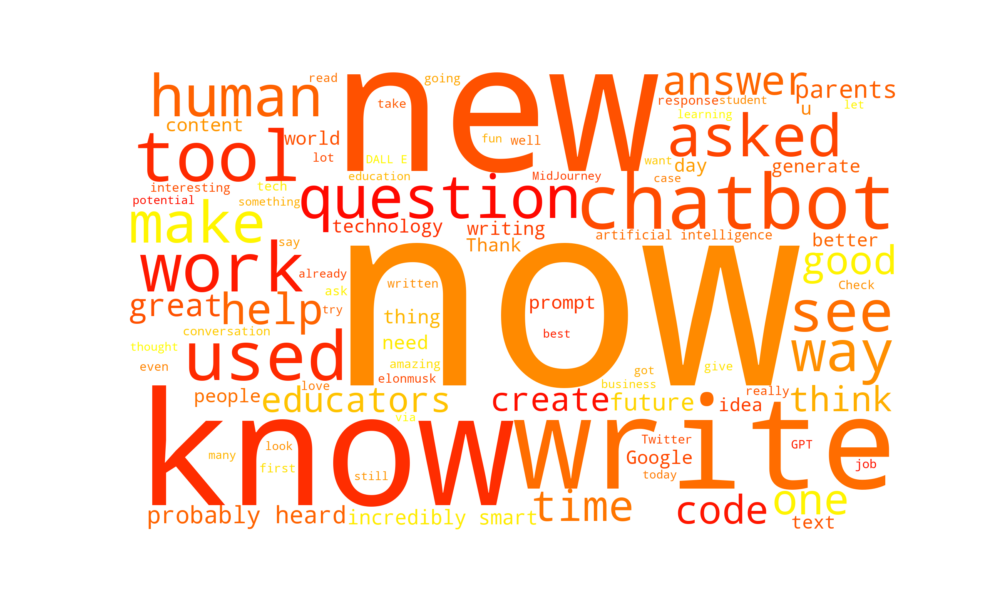 new
read
going
human
take
answer
parents
response
student
u
let
content
world
fun
well
learning
asked
tool
lot
DALL E
want
day
generate
education
MidJourney
case
interesting
tech
question
chatbot
potential
something
make
technology
writing
say
Thank
artificial intelligence
better
now
work
good
already
written
Check
ask
great
help
try
thing
prompt
see
conversation
best
need
way
thought
even
used
amazing
got
give
elonmusk
business
love
really
people
educators
create
future
idea
think
via
know
write
look
Twitter
GPT
many
Google
first
still
today
job
one
time
code
probably heard
incredibly smart
text